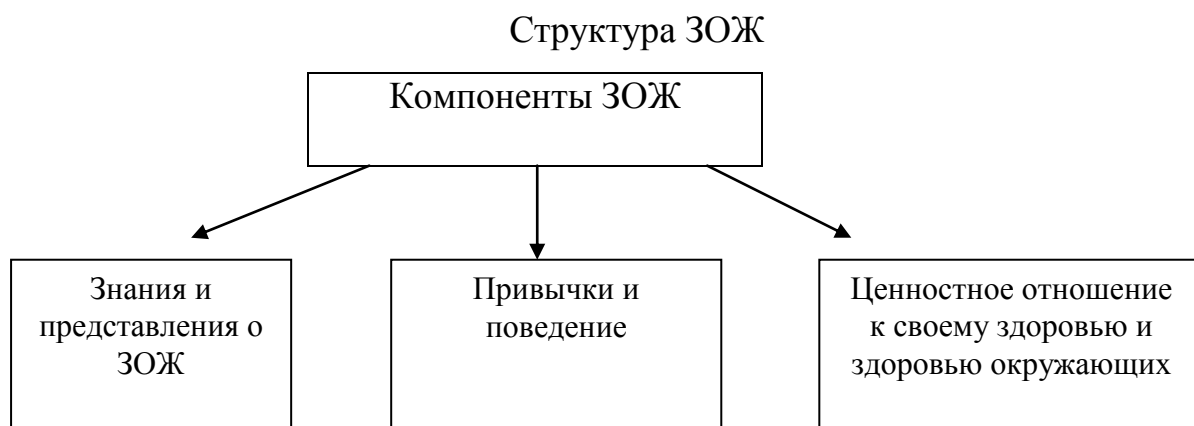 Структура ЗОЖ
Компоненты ЗОЖ
Знания и
представления о
ЗОЖ
Привычки и
поведение
Ценностное отношение
к своему здоровью и
здоровью окружающих